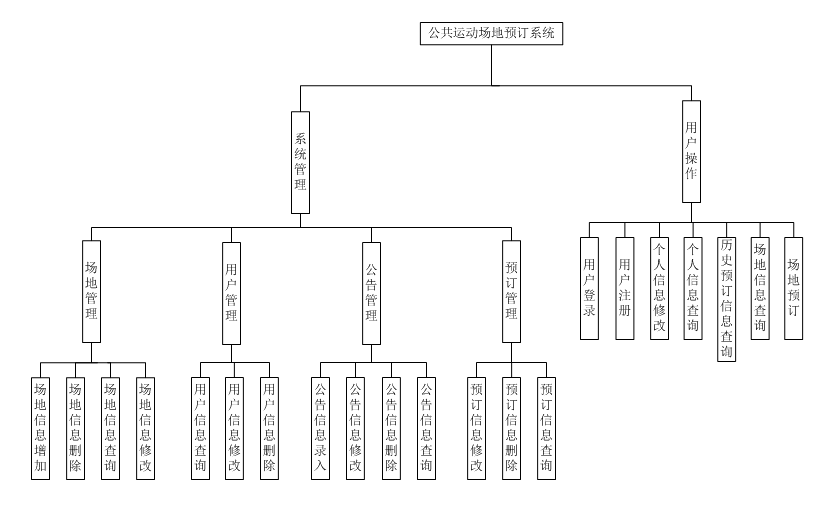 公共运动场地预订系统
系统管理
用户操作
场地管理
用户管理
公告管理
预订管理
用户登录
用户注册
个人信息修改
个人信息查询
历史预订信息查询
场地信息查询
场地预订
场地信息增加
场地信息删除
场地信息查询
场地信息修改
用户信息查询
用户信息修改
用户信息删除
公告信息录入
公告信息修改
公告信息删除
公告信息查询
预订信息修改
预订信息删除
预订信息查询